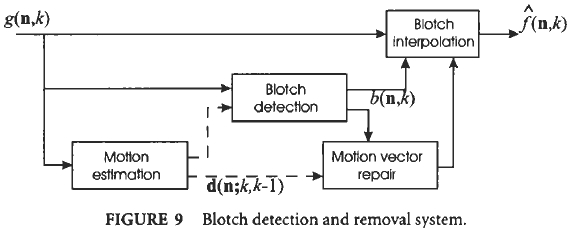 g(n,k)
Blotch
interpolation
f̂(n,k)
Blotch
detection
b(n,k)
Motion
estimation
d(n;k,k-1)
Motion vector
repair
FIGURE 9 Blotch detection and removal system.